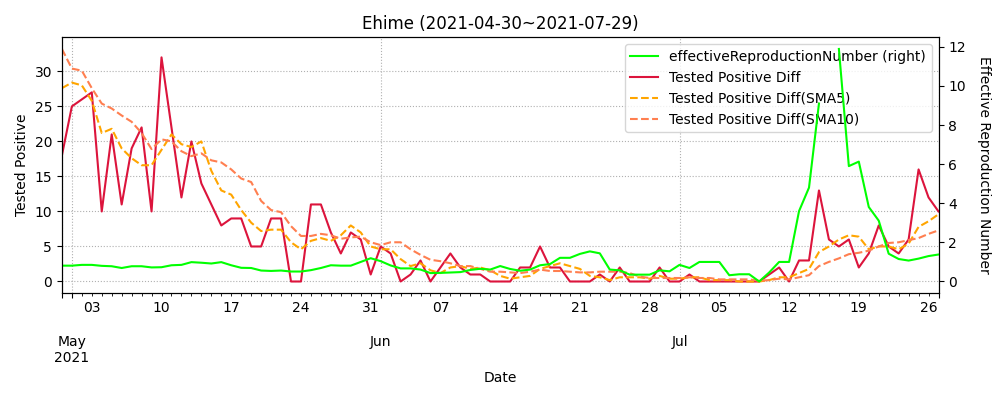 Ehime (2021-04-30~2021-07-29)
effectiveReproductionNumber (right)
Tested Positive Diff
Tested Positive Diff(SMA5)
Tested Positive Diff(SMA10)
Tested Positive
30
25
20
15
10
5
0
Effective Reproduction Number
12
10
8
6
4
2
0
03 10 17 24 31 07 14 21 28 05 12 19 26
May Jun Jul
2021
Date